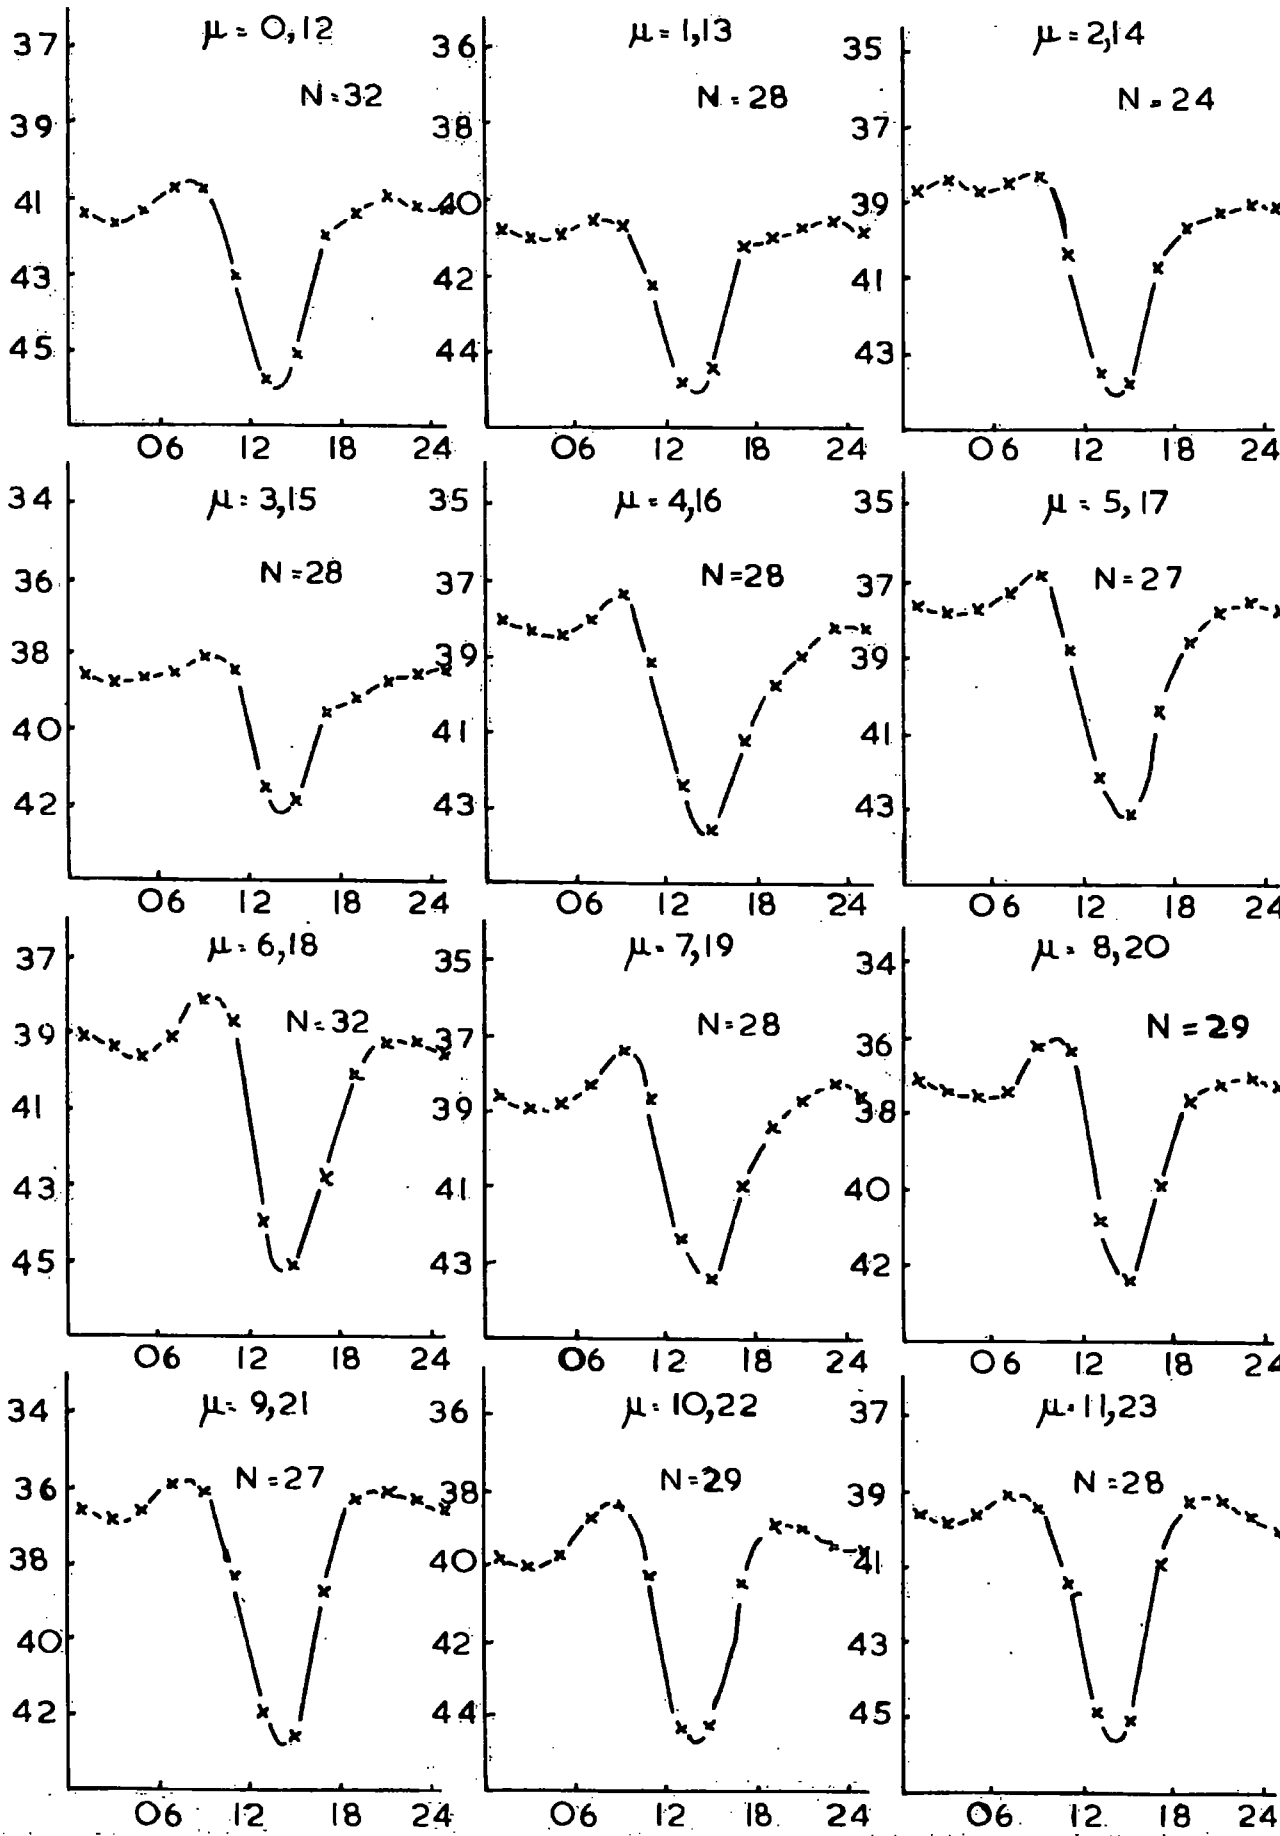 μ = 0,12
N = 32
37
39
41
43
45
06 12 18 24
μ = 1,13
N = 28
36
38
40
42
44
06 12 18 24
μ = 2,14
N = 24
35
37
39
41
43
06 12 18 24
μ = 3,15
N = 28
34
36
38
40
42
06 12 18 24
μ = 4,16
N = 28
35
37
39
41
43
06 12 18 24
μ = 5,17
N = 27
35
37
39
41
43
06 12 18 24
μ = 6,18
N = 32
37
39
41
43
45
06 12 18 24
μ = 7,19
N = 28
35
37
39
41
43
06 12 18 24
μ = 8,20
N = 29
34
36
38
40
42
06 12 18 24
μ = 9,21
N = 27
34
36
38
40
42
06 12 18 24
μ = 10,22
N = 29
36
38
40
42
44
06 12 18 24
μ = 11,23
N = 28
37
39
41
43
45
06 12 18 24